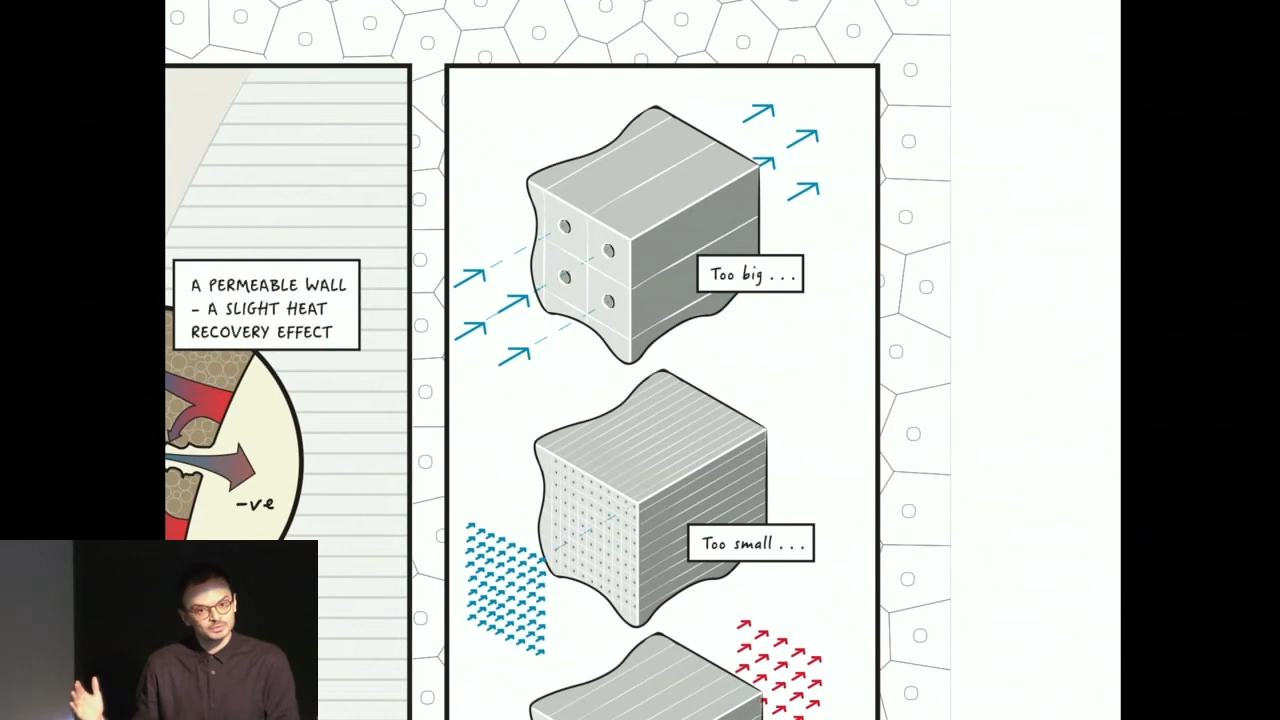 A PERMEABLE WALL
– A SLIGHT HEAT
RECOVERY EFFECT
-ve
Too big . . .
Too small . . .